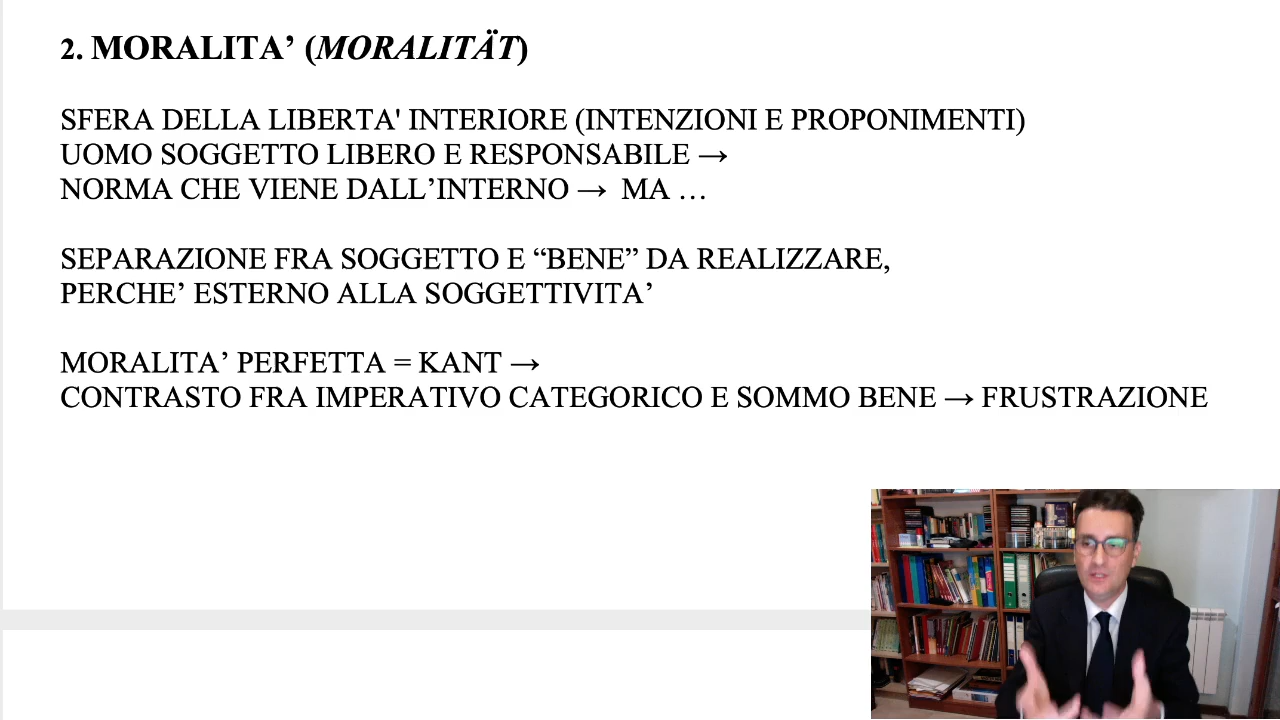 2. MORALITA’ (MORALITÄT)
SFERA DELLA LIBERTA' INTERIORE (INTENZIONI E PROPONIMENTI)
UOMO SOGGETTO LIBERO E RESPONSABILE →
NORMA CHE VIENE DALL’INTERNO → MA …
SEPARAZIONE FRA SOGGETTO E “BENE” DA REALIZZARE,
PERCHE’ ESTERNO ALLA SOGGETTIVITA’
MORALITA’ PERFETTA = KANT →
CONTRASTO FRA IMPERATIVO CATEGORICO E SOMMO BENE → FRUSTRAZIONE